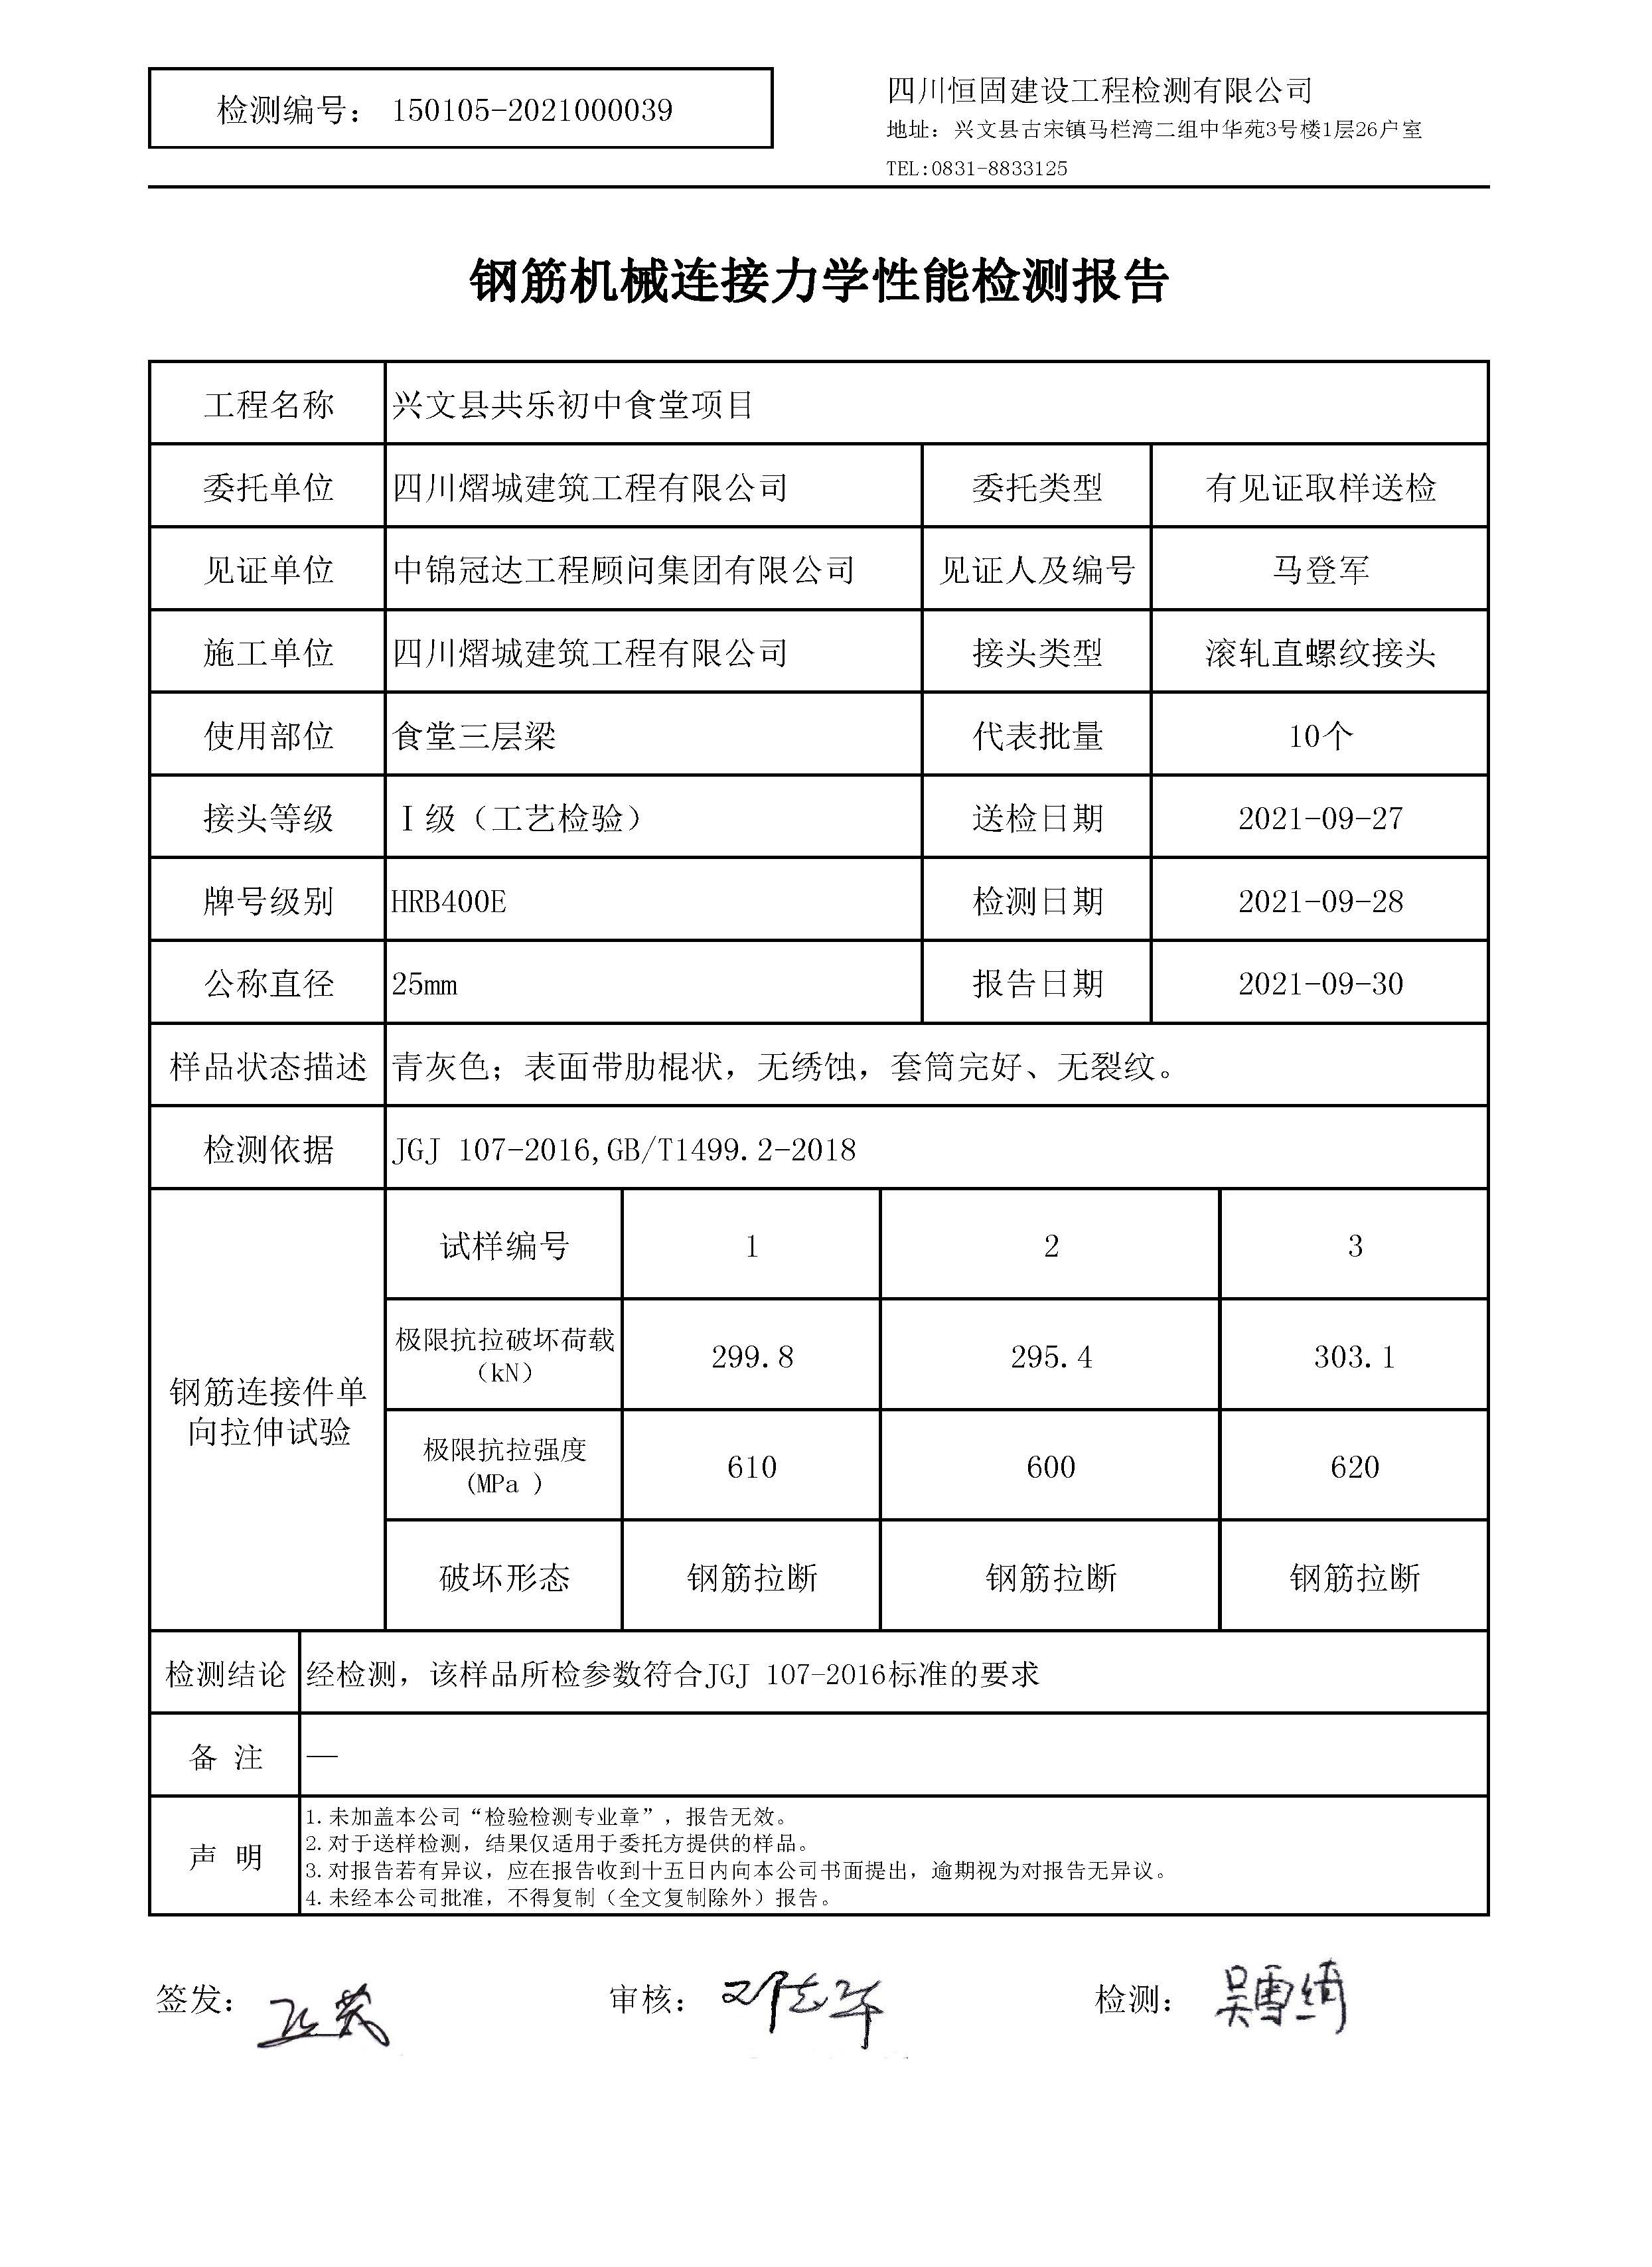 检测编号： 150105-2021000039
四川恒固建设工程检测有限公司
地址：兴文县古宋镇马栏湾二组中华苑3号楼1层26户室
TEL:0831-8833125
钢筋机械连接力学性能检测报告
工程名称 兴文县共乐初中食堂项目
委托单位 四川熠城建筑工程有限公司 委托类型 有见证取样送检
见证单位 中锦冠达工程顾问集团有限公司 见证人及编号 马登军
施工单位 四川熠城建筑工程有限公司 接头类型 滚轧直螺纹接头
使用部位 食堂三层梁 代表批量 10个
接头等级 Ⅰ级（工艺检验） 送检日期 2021-09-27
牌号级别 HRB400E 检测日期 2021-09-28
公称直径 25mm 报告日期 2021-09-30
样品状态描述 青灰色；表面带肋棍状，无绣蚀，套筒完好、无裂纹。
检测依据 JGJ 107-2016,GB/T1499.2-2018
钢筋连接件单
向拉伸试验
试样编号 1 2 3
极限抗拉破坏荷载
（kN） 299.8 295.4 303.1
极限抗拉强度
(MPa ) 610 600 620
破坏形态 钢筋拉断 钢筋拉断 钢筋拉断
检测结论 经检测，该样品所检参数符合JGJ 107-2016标准的要求
备 注 —
声 明
1.未加盖本公司“检验检测专业章”，报告无效。
2.对于送样检测，结果仅适用于委托方提供的样品。
3.对报告若有异议，应在报告收到十五日内向本公司书面提出，逾期视为对报告无异议。
4.未经本公司批准，不得复制（全文复制除外）报告。
签发： 审核： 检测： 吴雪绮